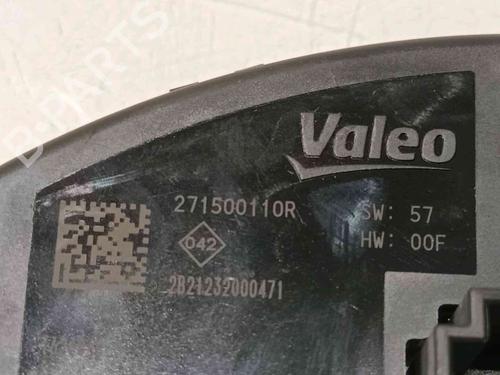 Valeo
271500110R SW: 57
042 HW: 00F
2B21232000471